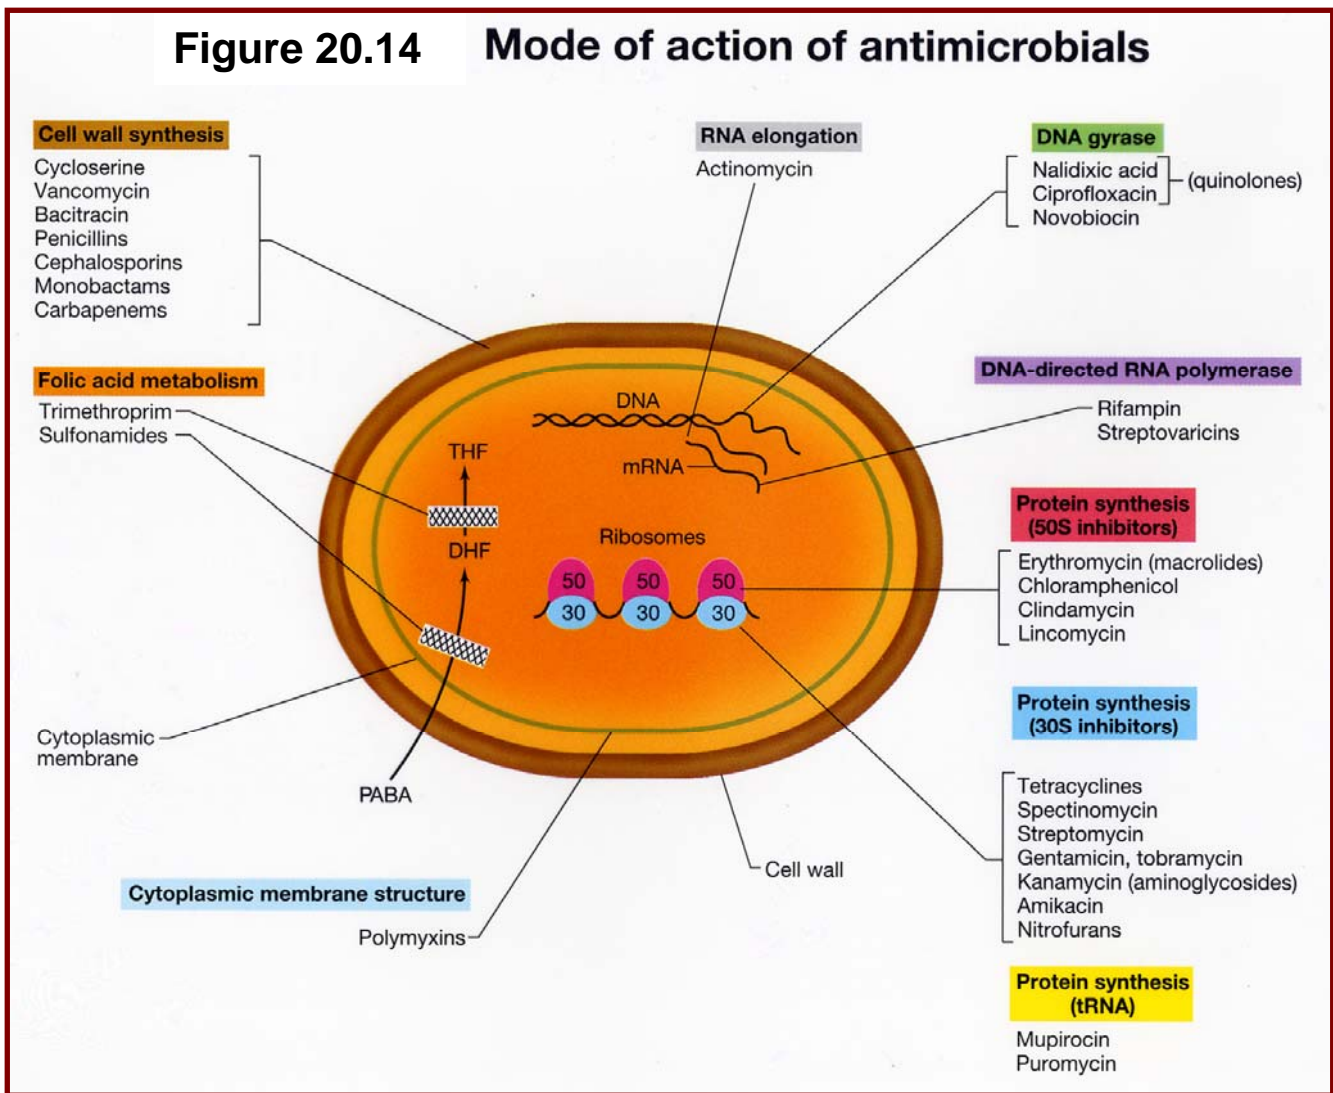 Figure 20.14
Mode of action of antimicrobials
Cell wall synthesis
Cycloserine
Vancomycin
Bacitracin
Penicillins
Cephalosporins
Monobactams
Carbapenems
RNA elongation
Actinomycin
DNA gyrase
Nalidixic acid
Ciprofloxacin
(quinolones)
Novobiocin
Folic acid metabolism
Trimethroprim
Sulfonamides
DNA-directed RNA polymerase
Rifampin
Streptovaricins
DNA
mRNA
THF
DHF
PABA
Ribosomes
50
50
50
30
30
30
Protein synthesis
(50S inhibitors)
Erythromycin (macrolides)
Chloramphenicol
Clindamycin
Lincomycin
Protein synthesis
(30S inhibitors)
Tetracyclines
Spectinomycin
Streptomycin
Gentamicin, tobramycin
Kanamycin (aminoglycosides)
Amikacin
Nitrofurans
Cytoplasmic
membrane
Cell wall
Cytoplasmic membrane structure
Polymyxins
Protein synthesis
(tRNA)
Mupirocin
Puromycin